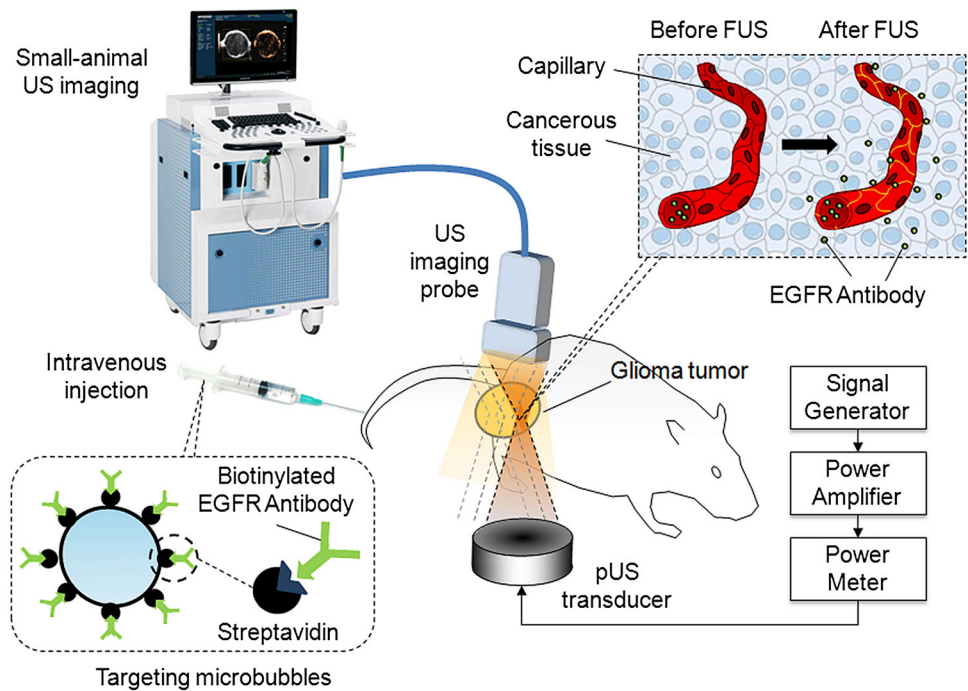 Small-animal
US imaging
Before FUS
After FUS
Capillary
Cancerous
tissue
EGFR Antibody
US
imaging
probe
Intravenous
injection
Glioma tumor
Signal
Generator
Power
Amplifier
Power
Meter
Biotinylated
EGFR Antibody
Streptavidin
pUS
transducer
Targeting microbubbles